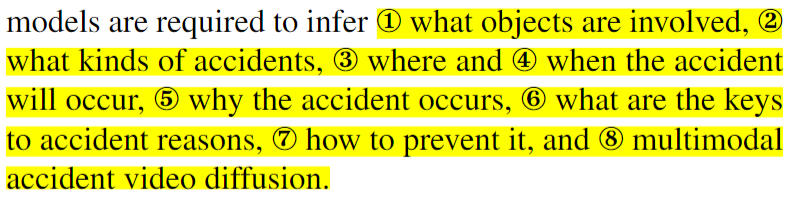 models are required to infer ① what objects are involved, ②
what kinds of accidents, ③ where and ④ when the accident
will occur, ⑤ why the accident occurs, ⑥ what are the keys
to accident reasons, ⑦ how to prevent it, and ⑧ multimodal
accident video diffusion.